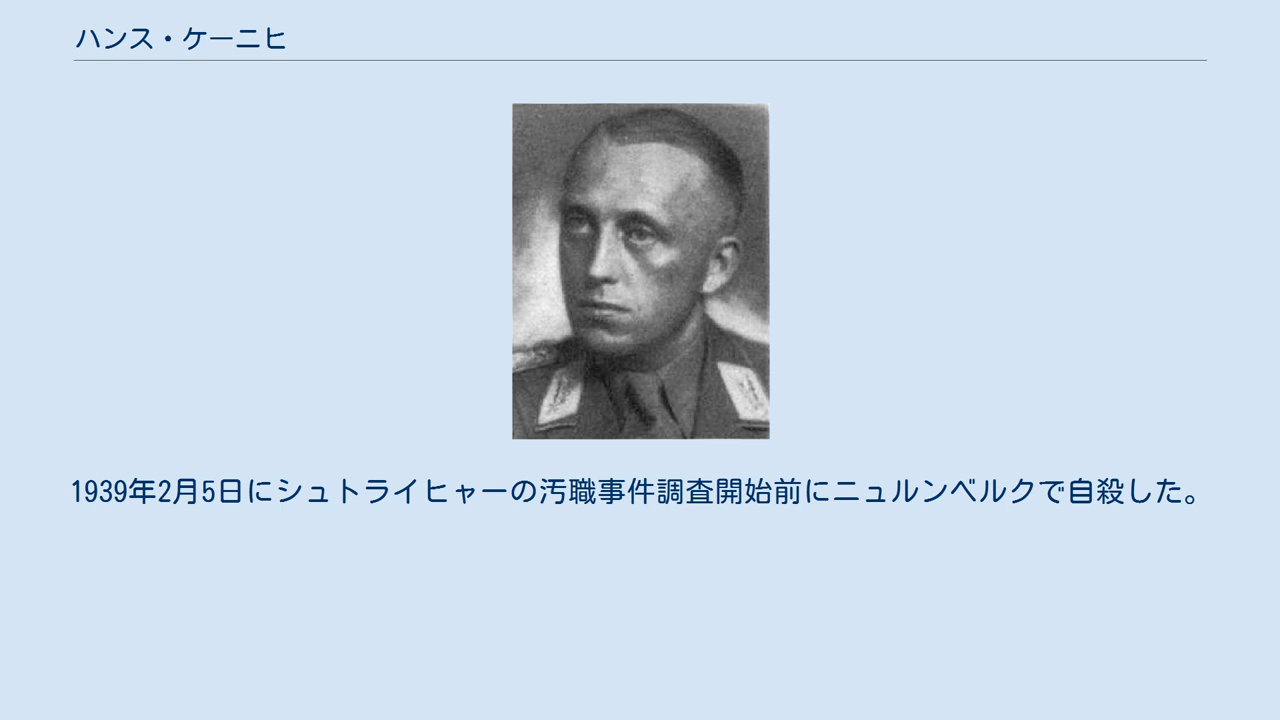 ハンス・ケーニヒ
1939年2月5日にシュトライヒャーの汚職事件調査開始前にニュルンベルクで自殺した。